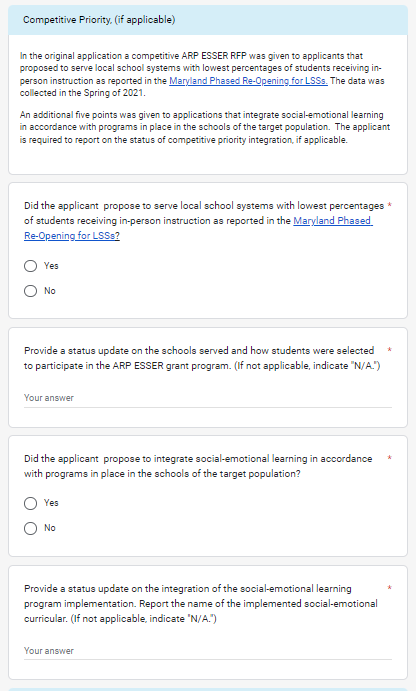 Competitive Priority, (if applicable)
In the original application a competitive ARP ESSER RFP was given to applicants that
proposed to serve local school systems with lowest percentages of students receiving in-
person instruction as reported in the Maryland Phased Re-Opening for LSSs. The data was
collected in the Spring of 2021.
An additional five points was given to applications that integrate social-emotional learning
in accordance with programs in place in the schools of the target population. The applicant
is required to report on the status of competitive priority integration, if applicable.
Did the applicant propose to serve local school systems with lowest percentages *
of students receiving in-person instruction as reported in the Maryland Phased
Re-Opening for LSSs?
Yes
No
Provide a status update on the schools served and how students were selected *
to participate in the ARP ESSER grant program. (If not applicable, indicate "N/A.")
Your answer
Did the applicant propose to integrate social-emotional learning in accordance *
with programs in place in the schools of the target population?
Yes
No
Provide a status update on the integration of the social-emotional learning *
program implementation. Report the name of the implemented social-emotional
curricular. (If not applicable, indicate "N/A.")
Your answer